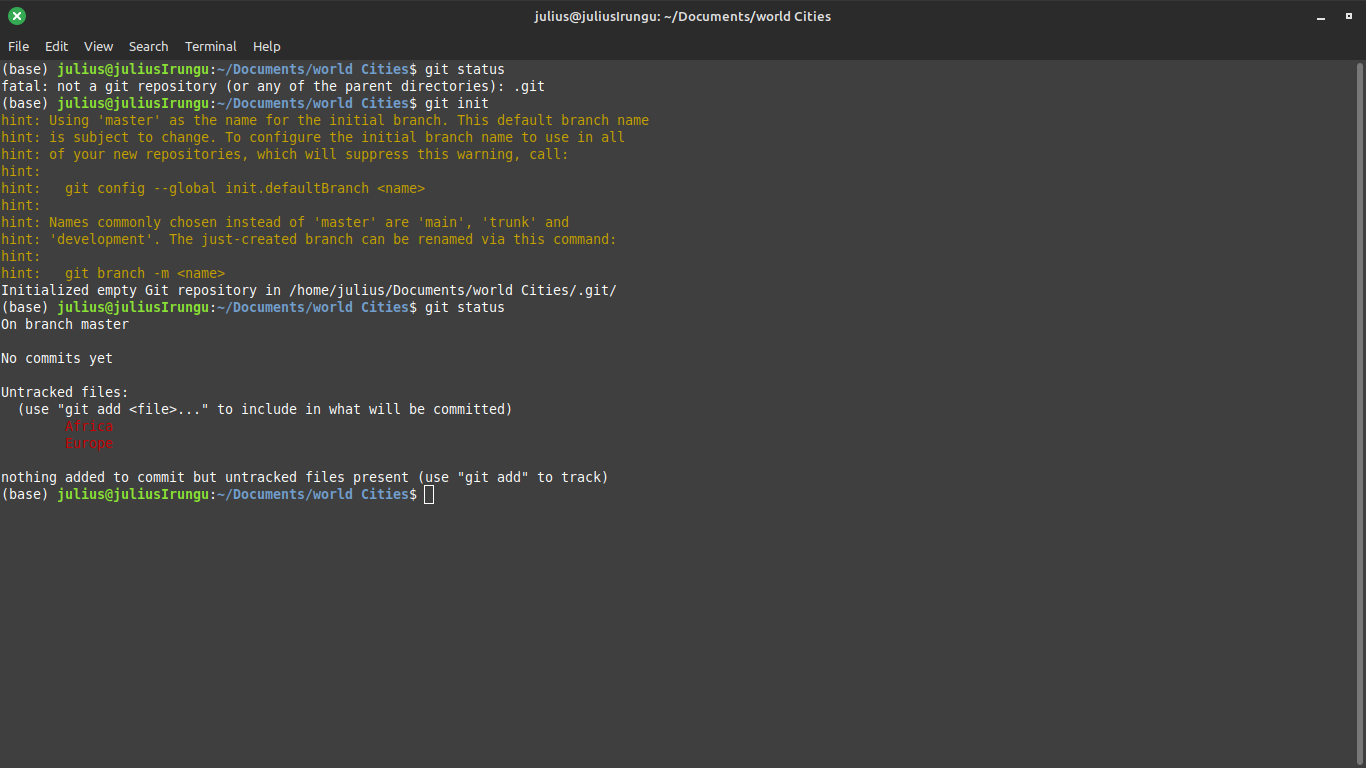 julius@juliusIrungu: ~/Documents/world Cities
File Edit View Search Terminal Help
(base) julius@juliusIrungu:~/Documents/world Cities$ git status
fatal: not a git repository (or any of the parent directories): .git
(base) julius@juliusIrungu:~/Documents/world Cities$ git init
hint: Using 'master' as the name for the initial branch. This default branch name
hint: is subject to change. To configure the initial branch name to use in all
hint: of your new repositories, which will suppress this warning, call:
hint:
hint:   git config --global init.defaultBranch <name>
hint:
hint: Names commonly chosen instead of 'master' are 'main', 'trunk' and
hint: 'development'. The just-created branch can be renamed via this command:
hint:
hint:   git branch -m <name>
Initialized empty Git repository in /home/julius/Documents/world Cities/.git/
(base) julius@juliusIrungu:~/Documents/world Cities$ git status
On branch master
No commits yet
Untracked files:
  (use "git add <file>..." to include in what will be committed)
        Africa
        Europe
nothing added to commit but untracked files present (use "git add" to track)
(base) julius@juliusIrungu:~/Documents/world Cities$